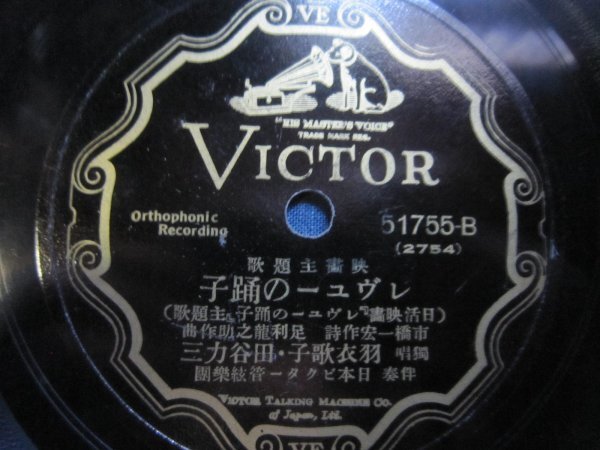 VE
"HIS MASTER'S VOICE"
TRADE MARK REG.
VICTOR
Orthophonic
Recording
51755-B
(2754)
映畫主題歌
レヴユーの踊子
(日活映畫『レヴユーの踊子』主題歌)
市橋一宏作詩 足利龍之助作曲
獨唱 羽衣歌子・田谷力三
伴奏 日本ビクター管絃樂團
VICTOR TALKING MACHINE CO.
of Japan, Ltd.
VE